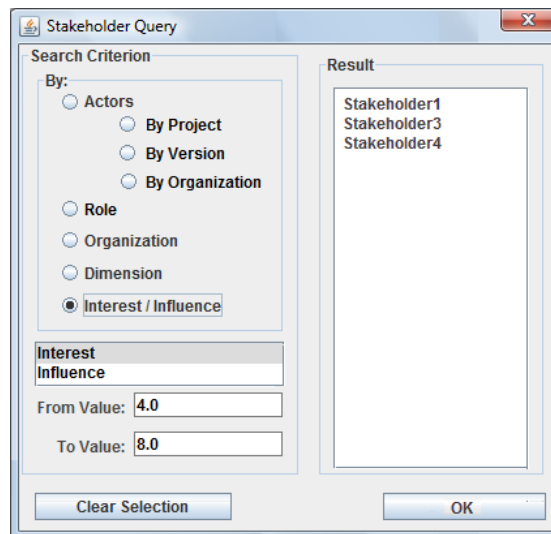 Stakeholder Query
Search Criterion
By:
Actors
By Project
By Version
By Organization
Role
Organization
Dimension
Interest / Influence
Interest
Influence
From Value: 4.0
To Value: 8.0
Clear Selection
Result
Stakeholder1
Stakeholder3
Stakeholder4
OK